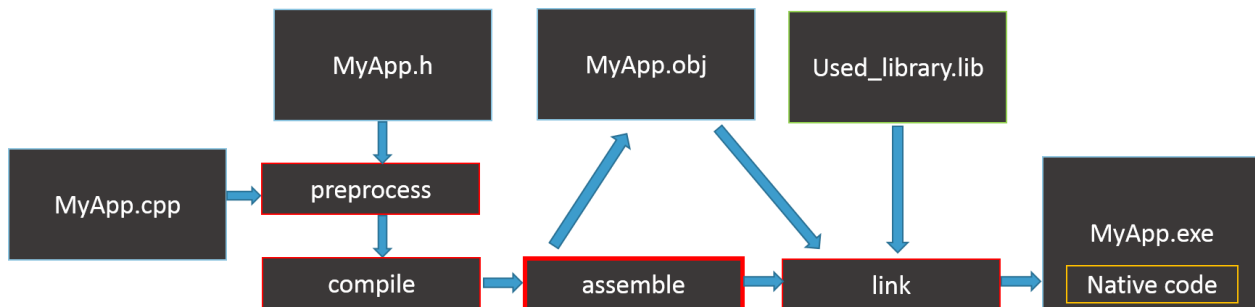 MyApp.h
MyApp.obj
Used_library.lib
MyApp.cpp
preprocess
MyApp.exe
compile
assemble
link
Native code